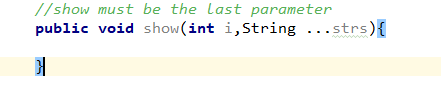 //show must be the last parameter
public void show(int i,String ...strs){
}